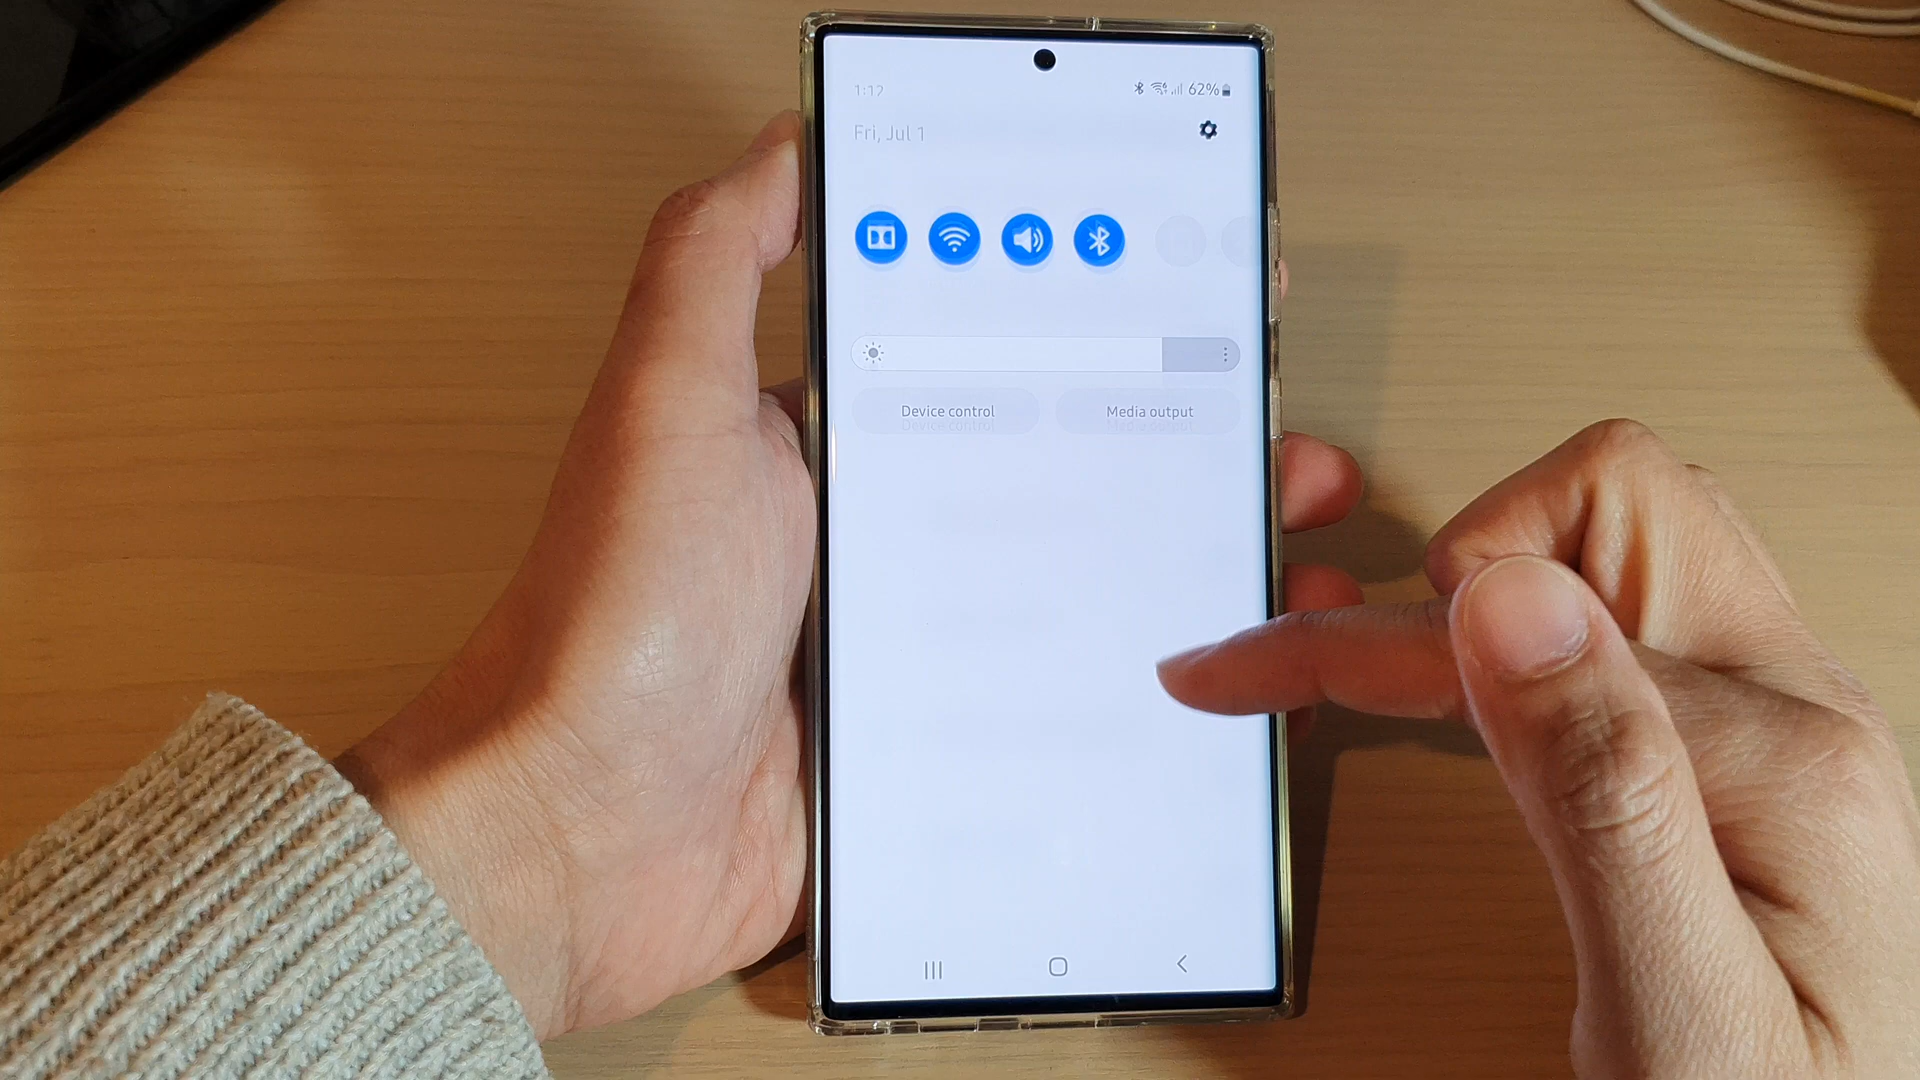 1:12
62%
Fri, Jul 1
Device control
Media output